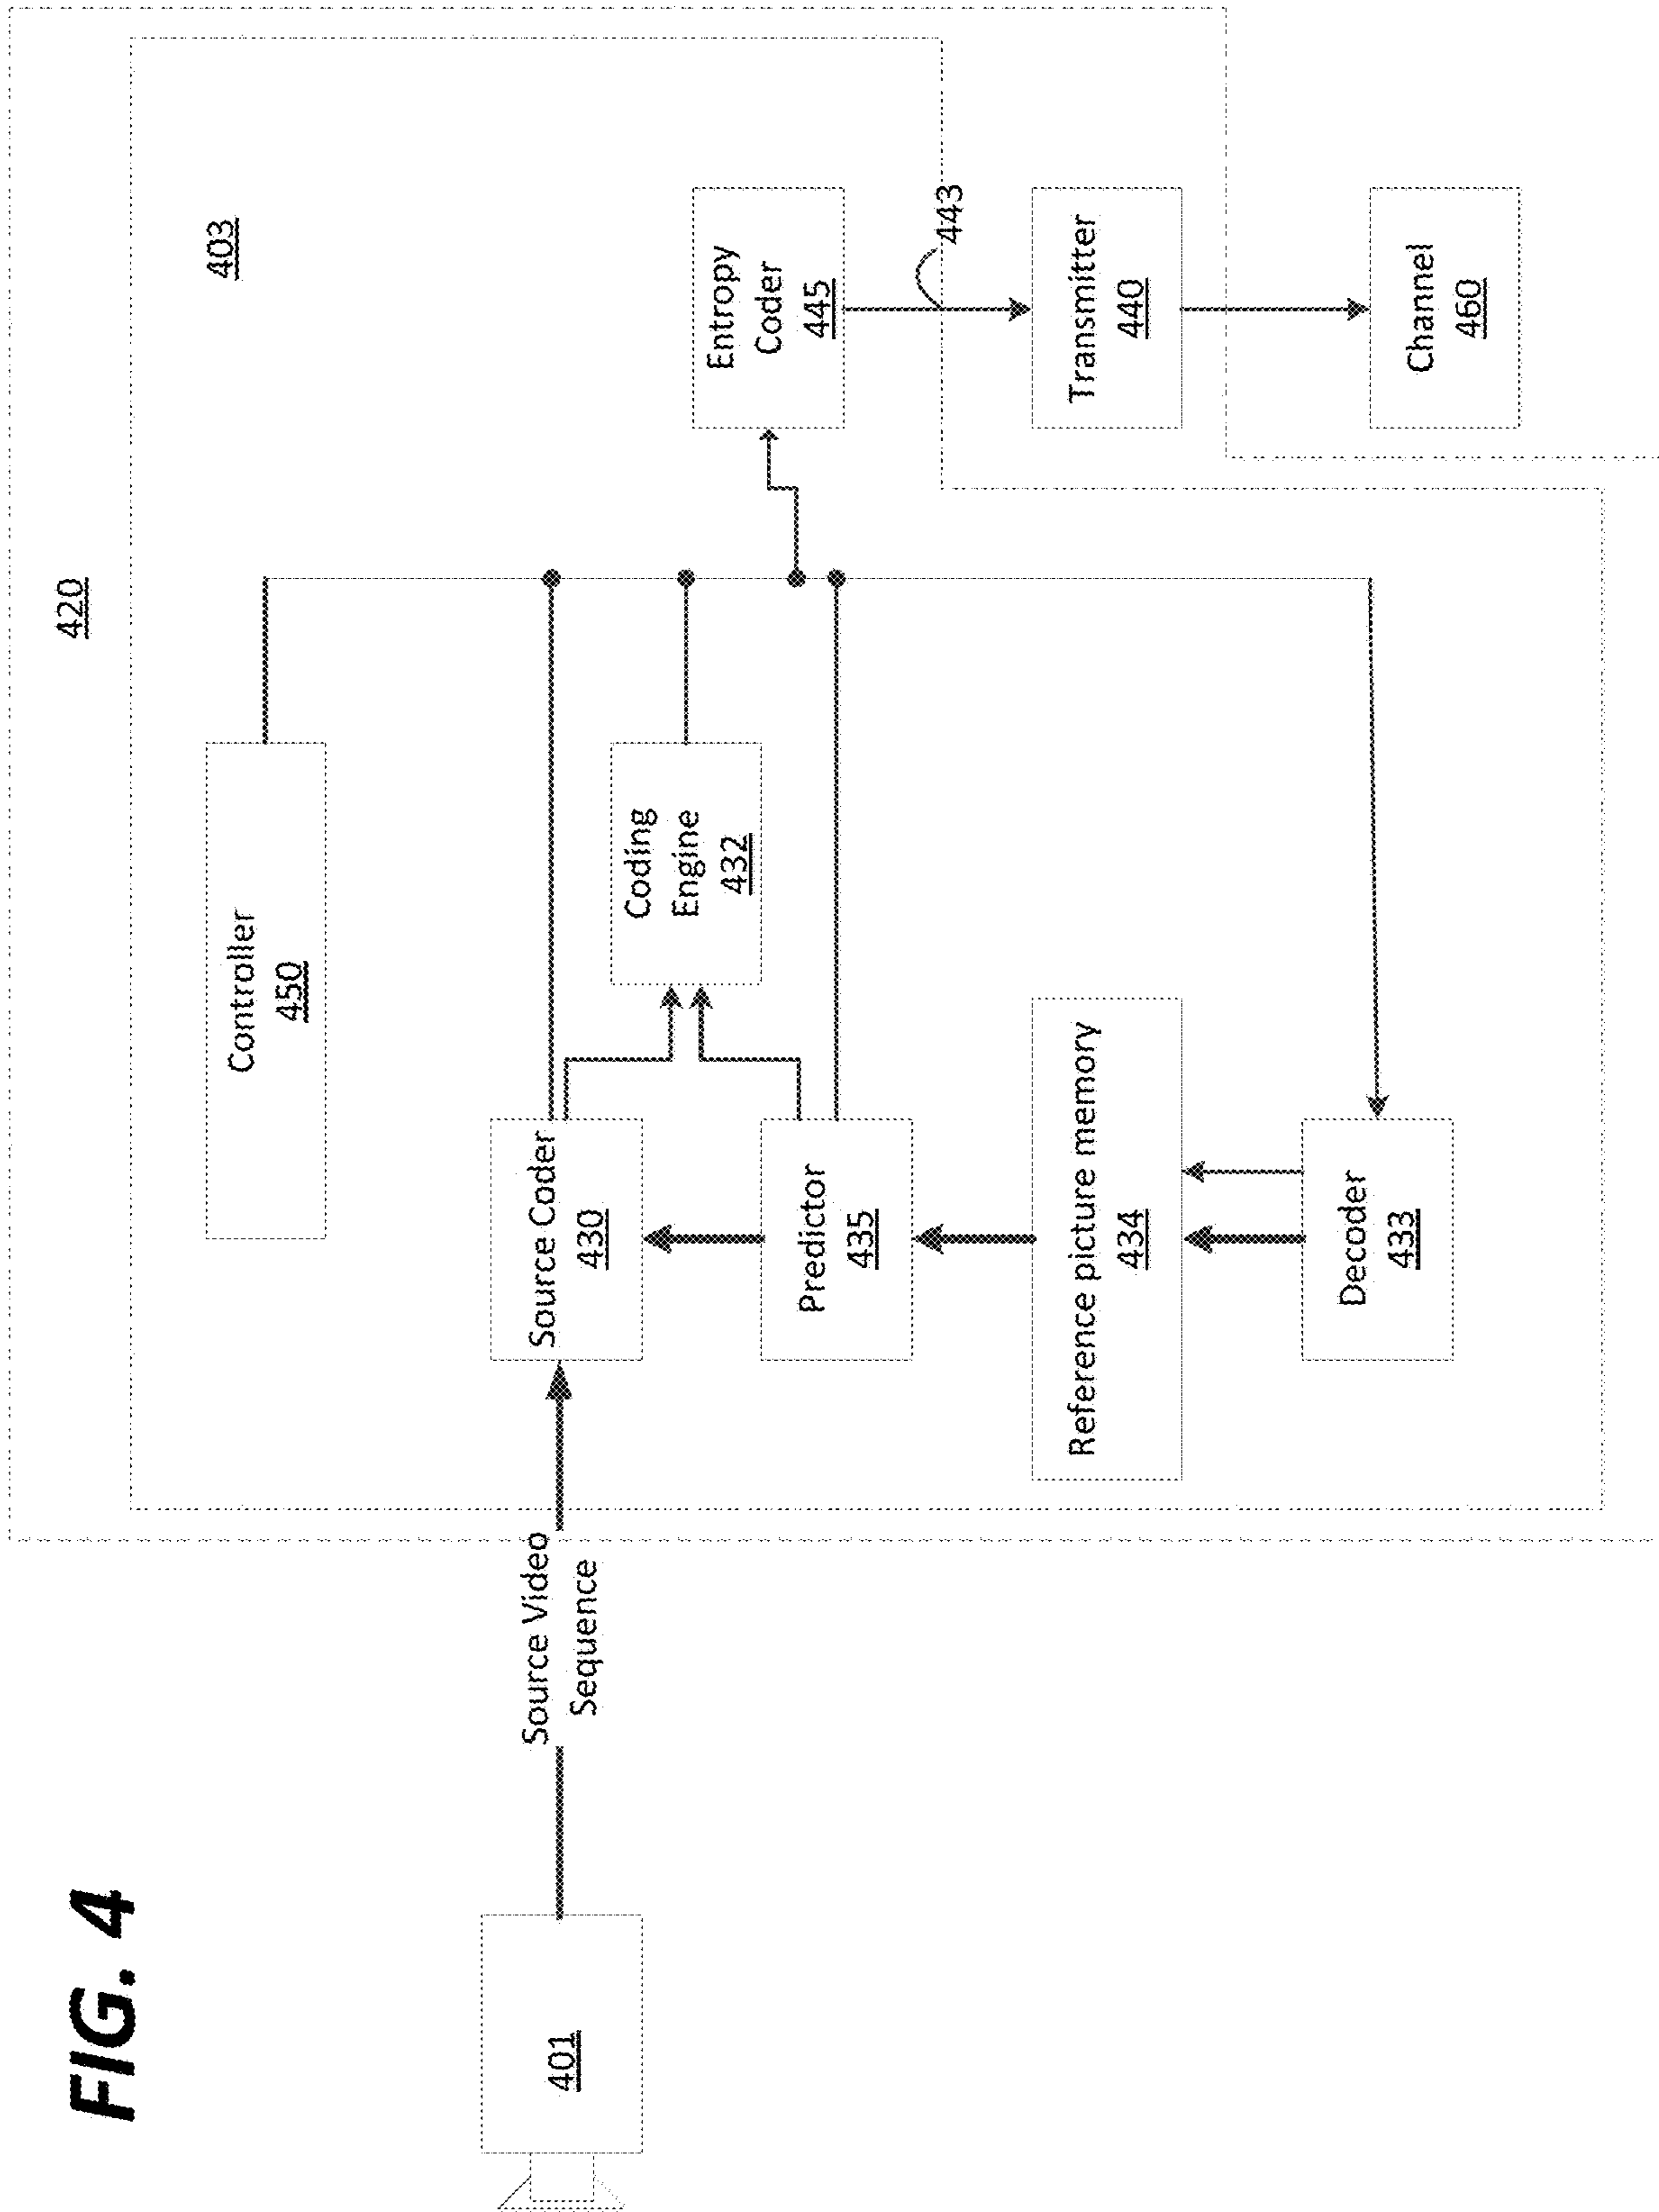 FIG. 4
420
403
401
Source Video
Sequence
Controller
450
Source Coder
430
Coding
Engine
432
Predictor
435
Entropy
Coder
445
443
Reference picture memory
434
Transmitter
440
Decoder
433
Channel
460